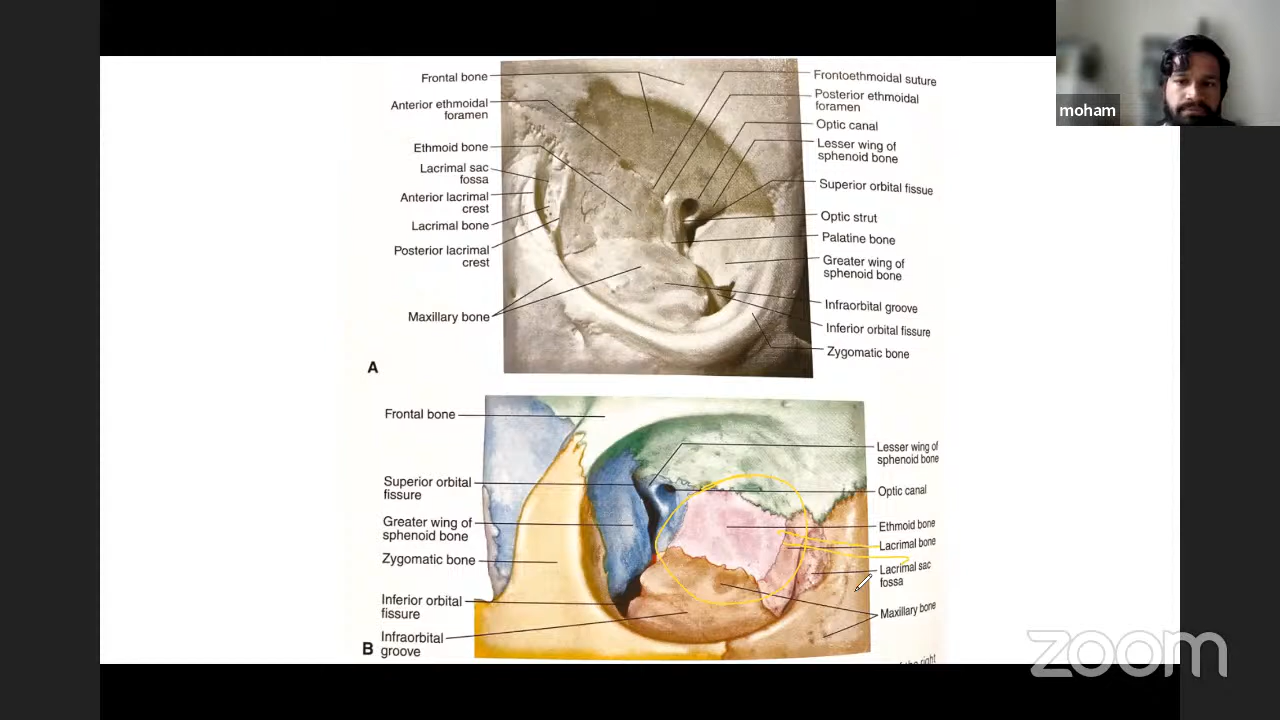 Frontal bone
Anterior ethmoidal
foramen
Ethmoid bone
Lacrimal sac
fossa
Anterior lacrimal
crest
Lacrimal bone
Posterior lacrimal
crest
Maxillary bone
Frontoethmoidal suture
Posterior ethmoidal
foramen
Optic canal
Lesser wing of
sphenoid bone
Superior orbital fissue
Optic strut
Palatine bone
Greater wing of
sphenoid bone
Infraorbital groove
Inferior orbital fissure
Zygomatic bone
A
Frontal bone
Superior orbital
fissure
Greater wing of
sphenoid bone
Zygomatic bone
Inferior orbital
fissure
Infraorbital
groove
Lesser wing of
sphenoid bone
Optic canal
Ethmoid bone
Lacrimal bone
Lacrimal sac
fossa
Maxillary bone
B
of the right
moham
zoom